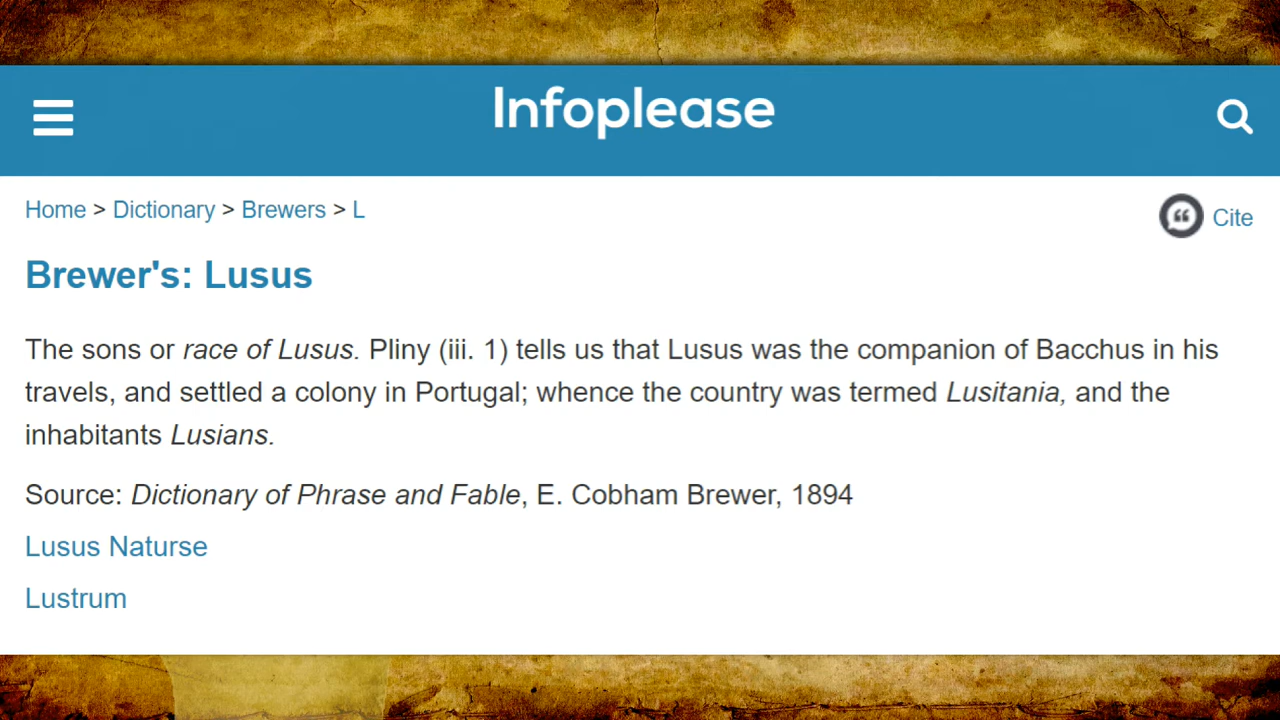 Infoplease
Home > Dictionary > Brewers > L
Cite
Brewer's: Lusus
The sons or race of Lusus. Pliny (iii. 1) tells us that Lusus was the companion of Bacchus in his
travels, and settled a colony in Portugal; whence the country was termed Lusitania, and the
inhabitants Lusians.
Source: Dictionary of Phrase and Fable, E. Cobham Brewer, 1894
Lusus Naturse
Lustrum